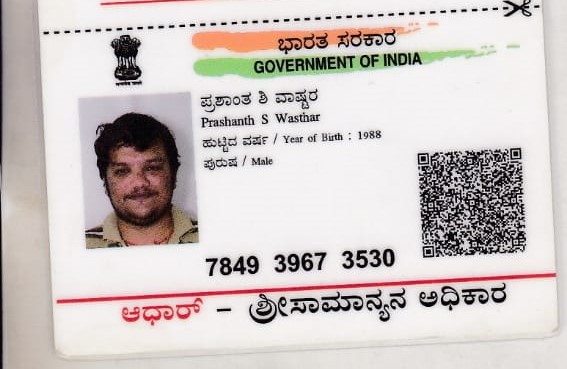 ಭಾರತ ಸರಕಾರ
GOVERNMENT OF INDIA
ಪ್ರಶಾಂತ ಶಿ ವಾಷ್ಟರ
Prashanth S Wasthar
ಹುಟ್ಟಿದ ವರ್ಷ / Year of Birth : 1988
ಪುರುಷ / Male
7849 3967 3530
ಆಧಾರ್ – ಶ್ರೀಸಾಮಾನ್ಯನ ಅಧಿಕಾರ